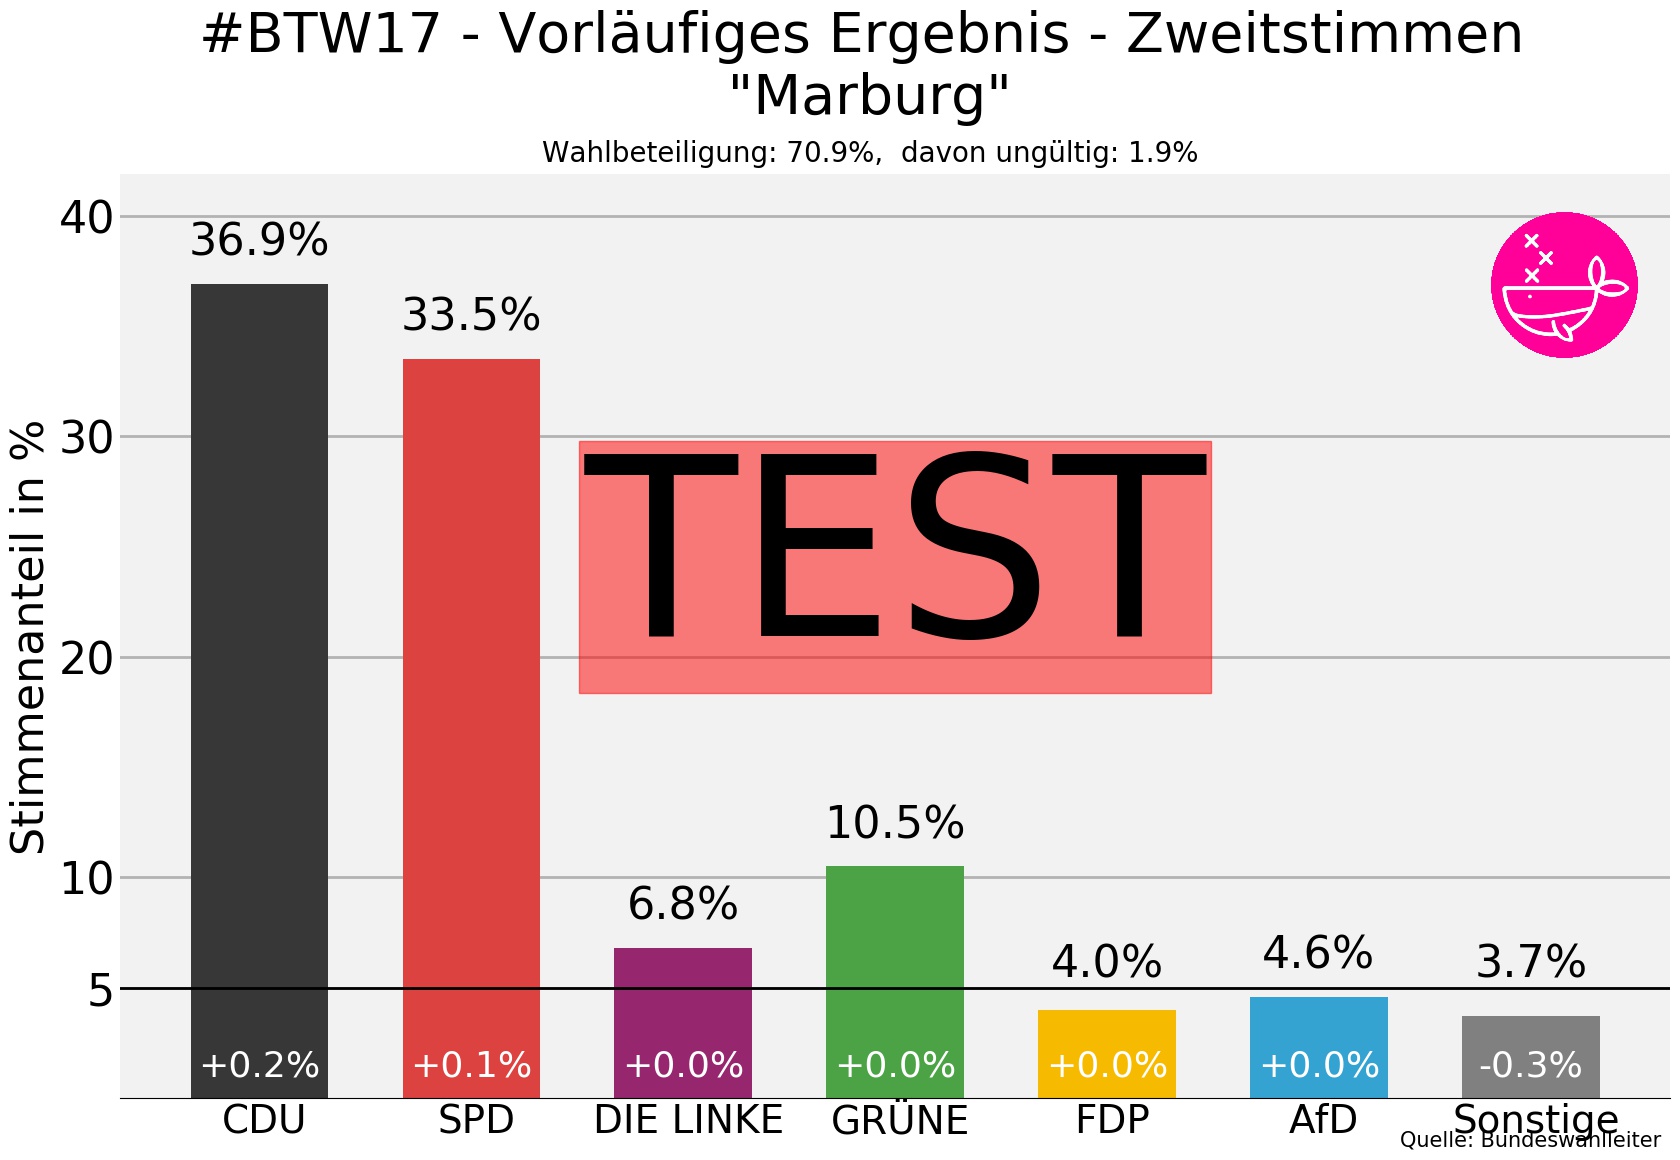 #BTW17 - Vorläufiges Ergebnis - Zweitstimmen
"Marburg"
Wahlbeteiligung: 70.9%,  davon ungültig: 1.9%
Stimmenanteil in %
40
30
20
10
5
36.9%
33.5%
6.8%
10.5%
4.0%
4.6%
3.7%
TEST
+0.2%
+0.1%
+0.0%
+0.0%
+0.0%
+0.0%
-0.3%
CDU
SPD
DIE LINKE
GRÜNE
FDP
AfD
Sonstige
Quelle: Bundeswahlleiter